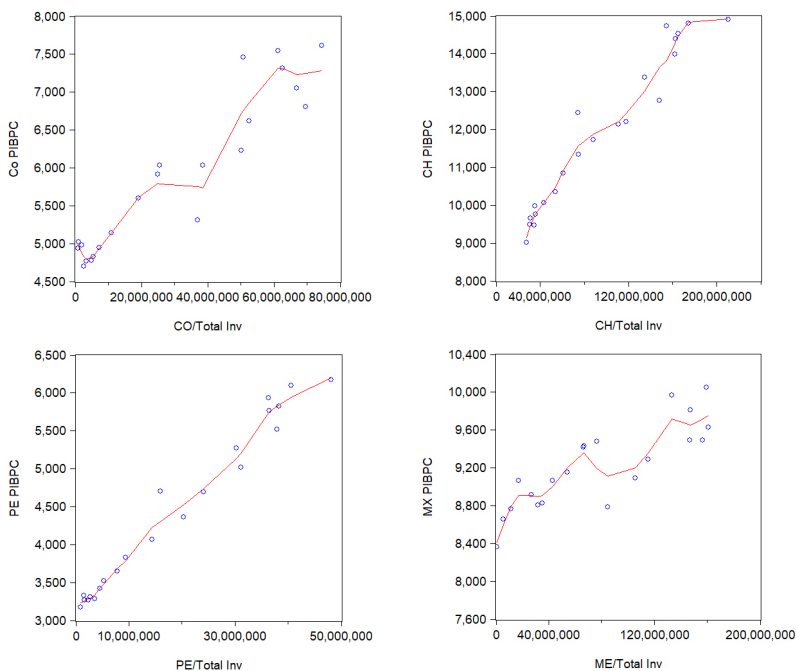 8,000
7,500
7,000
6,500
6,000
5,500
5,000
4,500
Co PIBPC
0 20,000,000 40,000,000 60,000,000 80,000,000
CO/Total Inv
15,000
14,000
13,000
12,000
11,000
10,000
9,000
8,000
CH PIBPC
40,000,000 120,000,000 200,000,000
CH/Total Inv
6,500
6,000
5,500
5,000
4,500
4,000
3,500
3,000
PE PIBPC
0 10,000,000 30,000,000 50,000,000
PE/Total Inv
10,400
10,000
9,600
9,200
8,800
8,400
8,000
7,600
MX PIBPC
0 40,000,000 120,000,000 200,000,000
ME/Total Inv